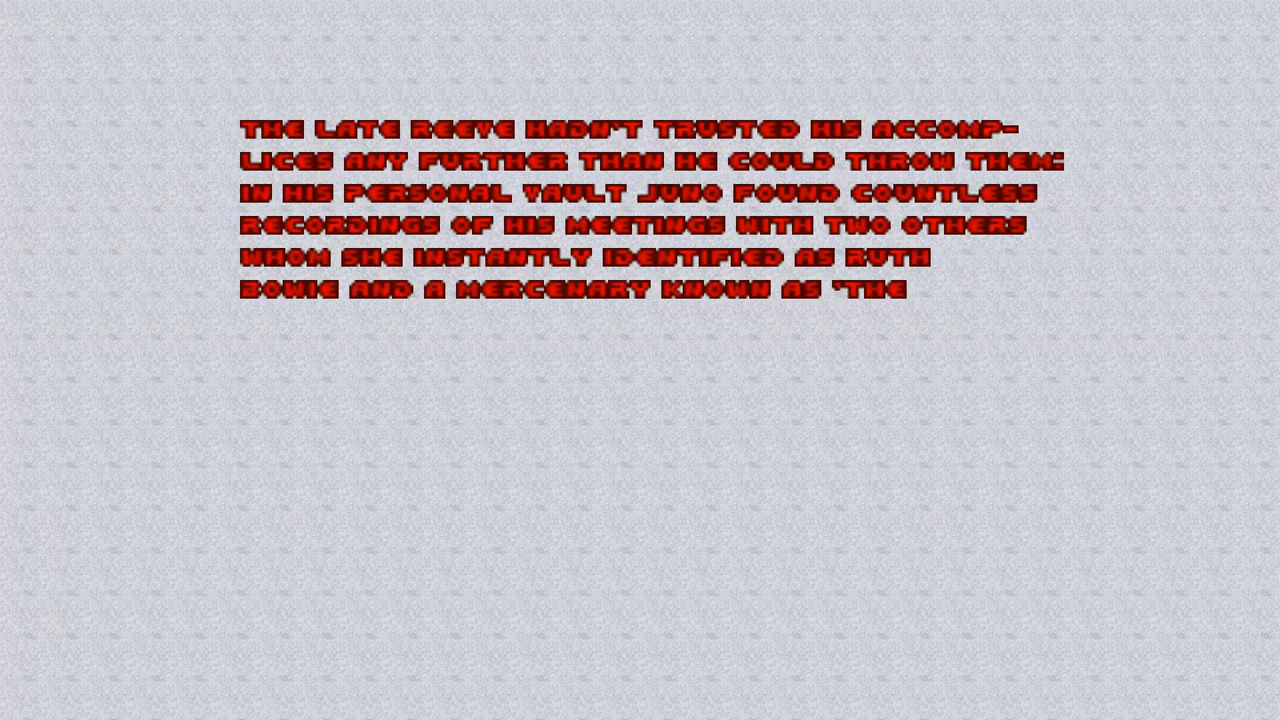 THE LATE REEVE HADN'T TRUSTED HIS ACCOMP-
LICES ANY FURTHER THAN HE COULD THROW THEM:
IN HIS PERSONAL VAULT JUNO FOUND COUNTLESS
RECORDINGS OF HIS MEETINGS WITH TWO OTHERS
WHOM SHE INSTANTLY IDENTIFIED AS RUTH
BOWIE AND A MERCENARY KNOWN AS 'THE